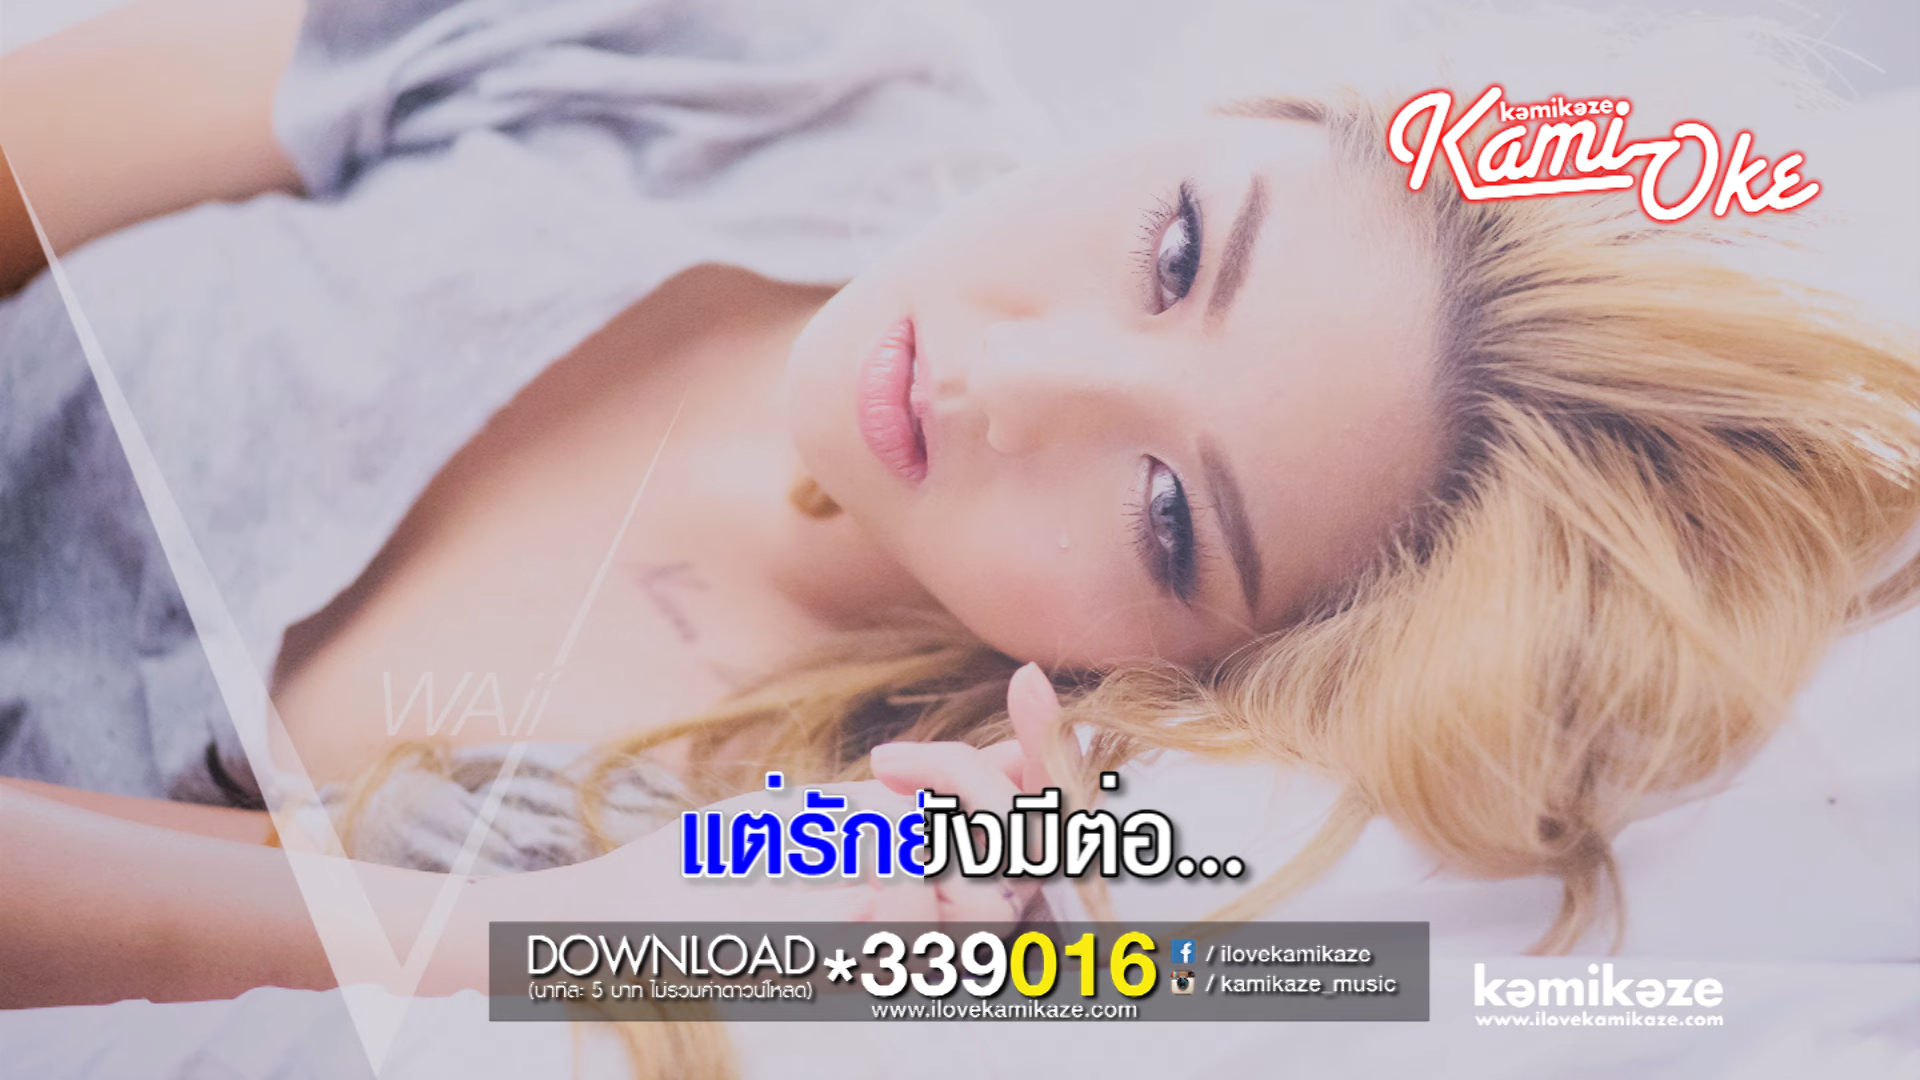 kamikaze
Kami Oke
WAii
แต่รักยังมีต่อ...
DOWNLOAD *339016
(นาทีละ 5 บาท ไม่รวมค่าดาวน์โหลด)
/ ilovekamikaze
/ kamikaze_music
www.ilovekamikaze.com
kamikaze
www.ilovekamikaze.com